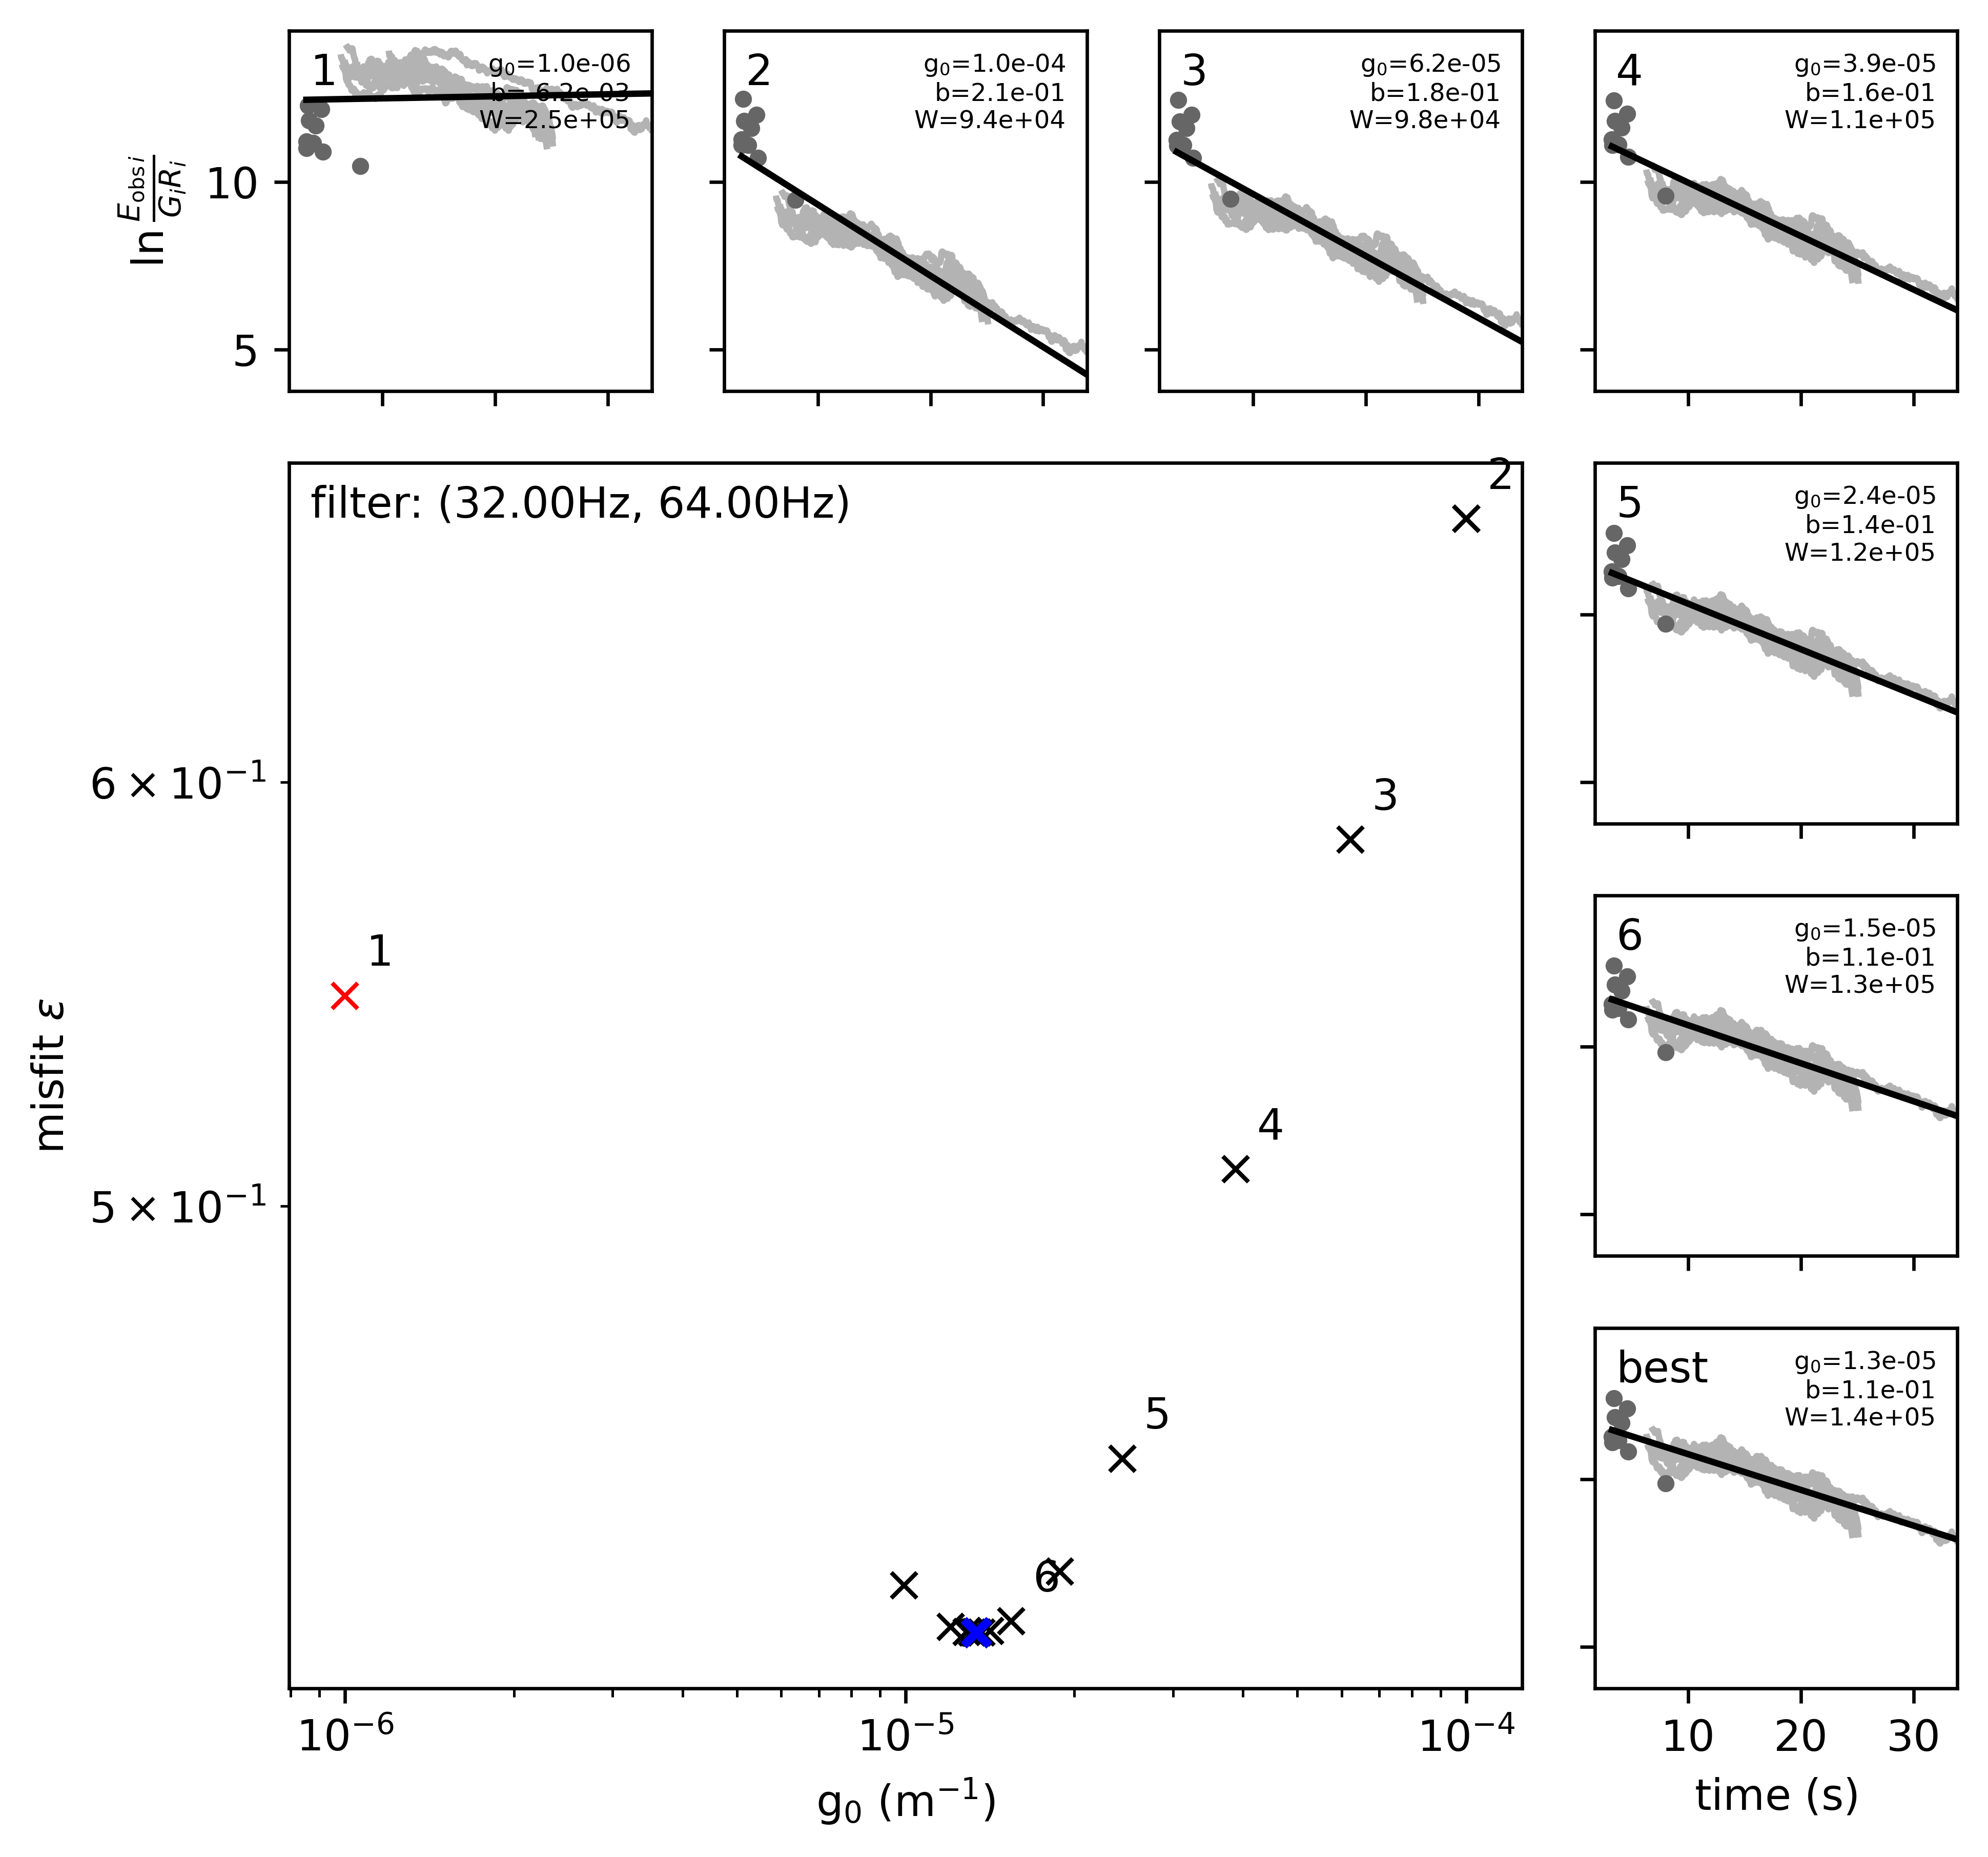 1
g₀=1.0e-06
b=-6.2e-03
W=2.5e+05
2
g₀=1.0e-04
b=2.1e-01
W=9.4e+04
3
g₀=6.2e-05
b=1.8e-01
W=9.8e+04
4
g₀=3.9e-05
b=1.6e-01
W=1.1e+05
ln E_obs i / G_i R_i
10
5
filter: (32.00Hz, 64.00Hz)
2
3
1
4
5
6
6 × 10⁻¹
5 × 10⁻¹
misfit ε
10⁻⁶
10⁻⁵
10⁻⁴
g₀ (m⁻¹)
5
g₀=2.4e-05
b=1.4e-01
W=1.2e+05
6
g₀=1.5e-05
b=1.1e-01
W=1.3e+05
best
g₀=1.3e-05
b=1.1e-01
W=1.4e+05
10
20
30
time (s)